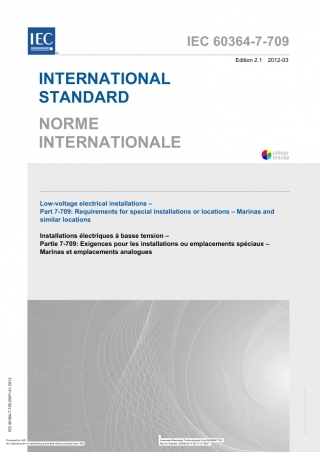 IEC
IEC 60364-7-709
Edition 2.1 2012-03
INTERNATIONAL
STANDARD
NORME
INTERNATIONALE
colour
inside
Low-voltage electrical installations –
Part 7-709: Requirements for special installations or locations – Marinas and
similar locations
Installations électriques à basse tension –
Partie 7-709: Exigences pour les installations ou emplacements spéciaux –
Marinas et emplacements analogues
IEC 60364-7-709:2007+A1:2012